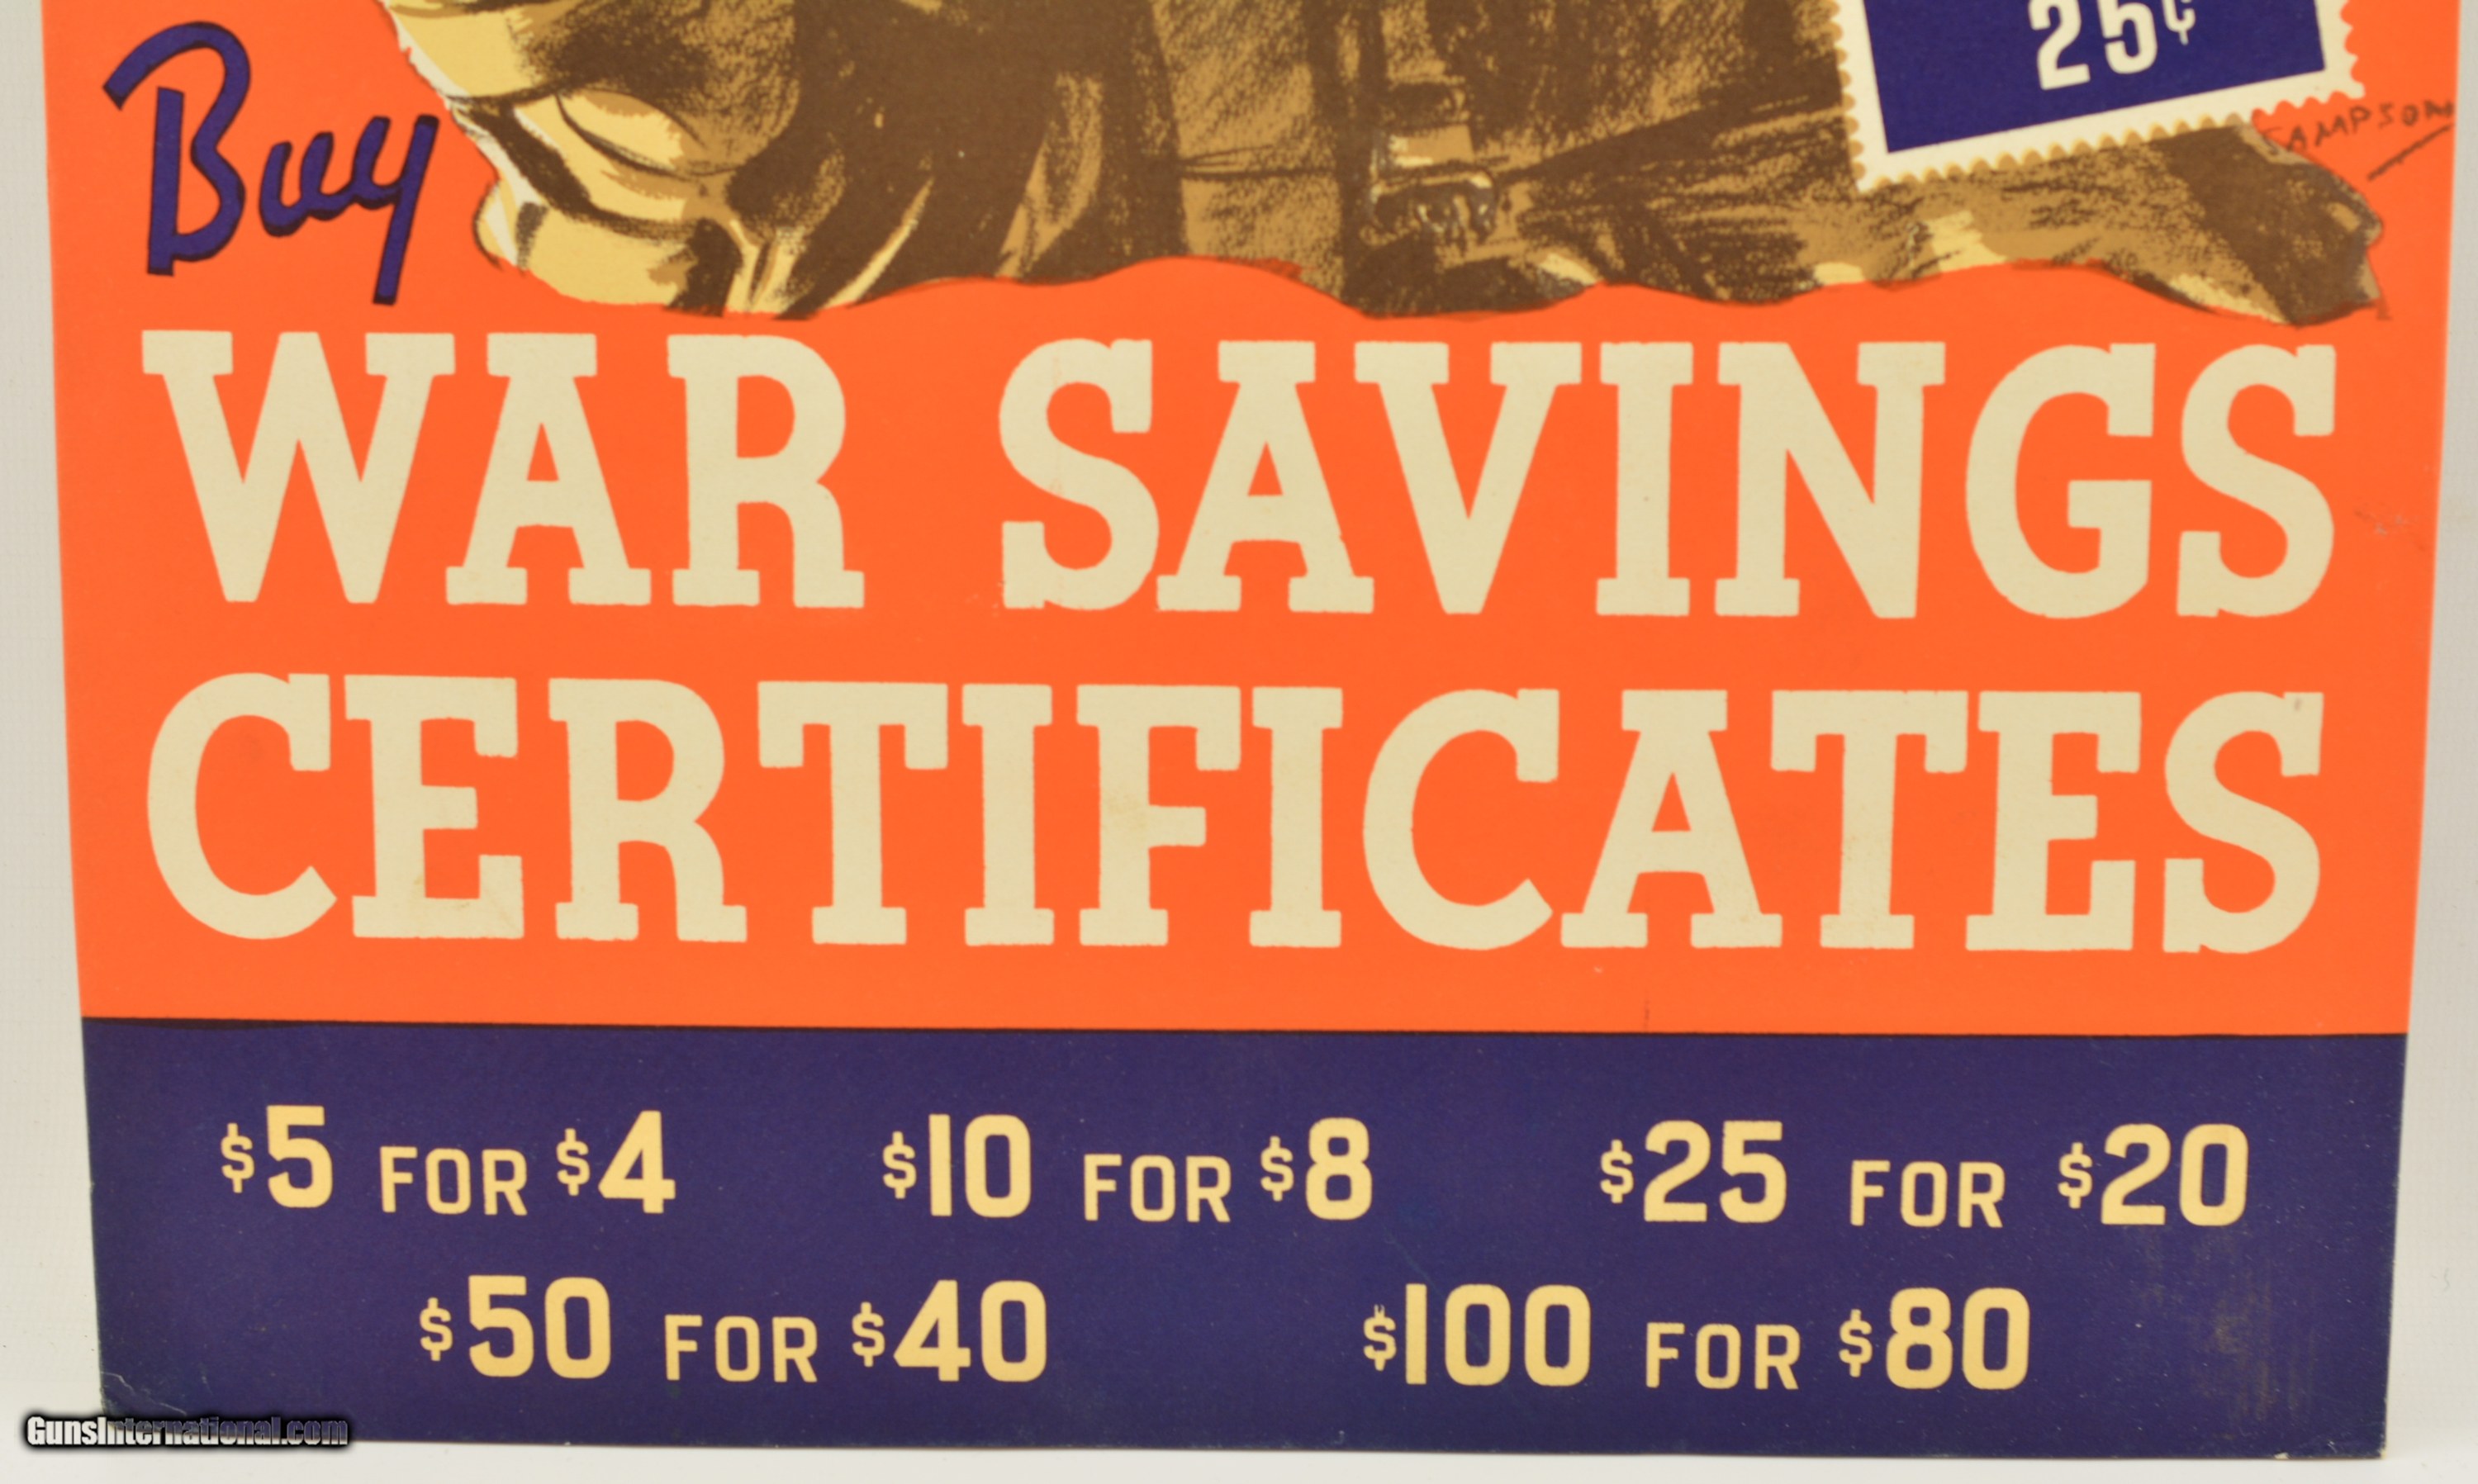 25¢
SAMPSON
Buy
WAR SAVINGS
CERTIFICATES
$5 FOR $4 $10 FOR $8 $25 FOR $20
$50 FOR $40 $100 FOR $80
GunsInternational.com